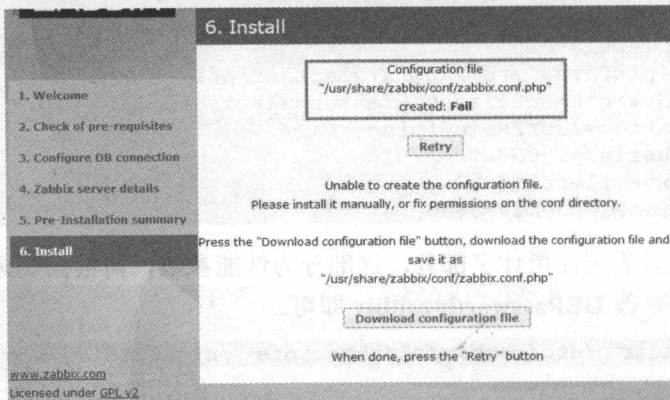 6. Install
1. Welcome
2. Check of pre-requisites
3. Configure DB connection
4. Zabbix server details
5. Pre-Installation summary
6. Install
Configuration file
"/usr/share/zabbix/conf/zabbix.conf.php"
created: Fail
Retry
Unable to create the configuration file.
Please install it manually, or fix permissions on the conf directory.
Press the "Download configuration file" button, download the configuration file and
save it as
"/usr/share/zabbix/conf/zabbix.conf.php"
Download configuration file
When done, press the "Retry" button
www.zabbix.com
Licensed under GPL v2